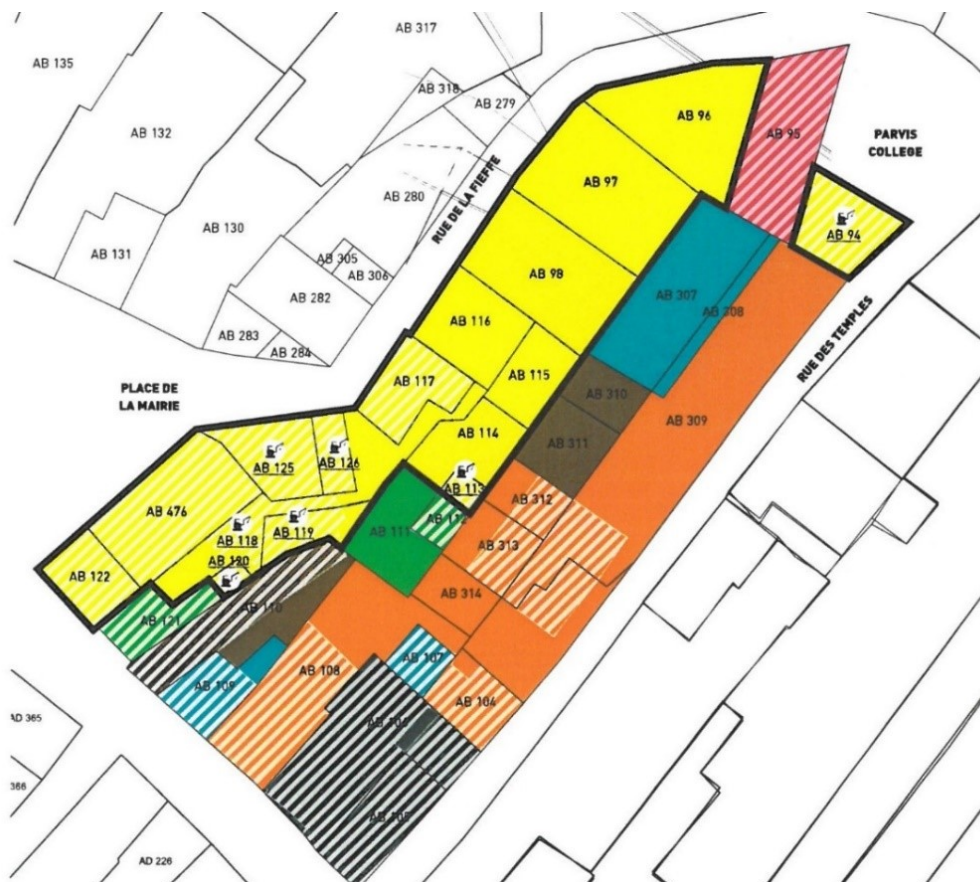 AB 317
AB 135
AB 318
AB 279
AB 132
AB 96
AB 95
PARVIS
COLLEGE
AB 97
RUE DE LA FIEFFE
AB 280
AB 94
AB 130
AB 131
AB 305
AB 306
AB 98
AB 282
AB 307
AB 308
AB 283
AB 284
AB 116
RUE DES TEMPLES
AB 115
AB 117
PLACE DE
LA MAIRIE
AB 310
AB 309
AB 114
AB 311
AB 126
AB 125
AB 113
AB 312
AB 476
AB 118
AB 119
AB 112
AB 111
AB 313
AB 120
AB 122
AB 314
AB 110
AB 121
AB 107
AB 108
AB 109
AB 104
AD 365
366
AB 105
AD 226